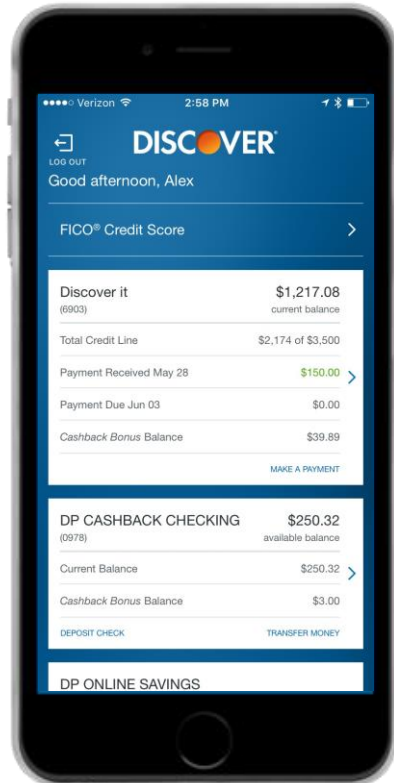 Verizon 2:58 PM
DISCOVER®
LOG OUT
Good afternoon, Alex
FICO® Credit Score
Discover it $1,217.08
(6903) current balance
Total Credit Line $2,174 of $3,500
Payment Received May 28 $150.00
Payment Due Jun 03 $0.00
Cashback Bonus Balance $39.89
MAKE A PAYMENT
DP CASHBACK CHECKING $250.32
(0978) available balance
Current Balance $250.32
Cashback Bonus Balance $3.00
DEPOSIT CHECK TRANSFER MONEY
DP ONLINE SAVINGS